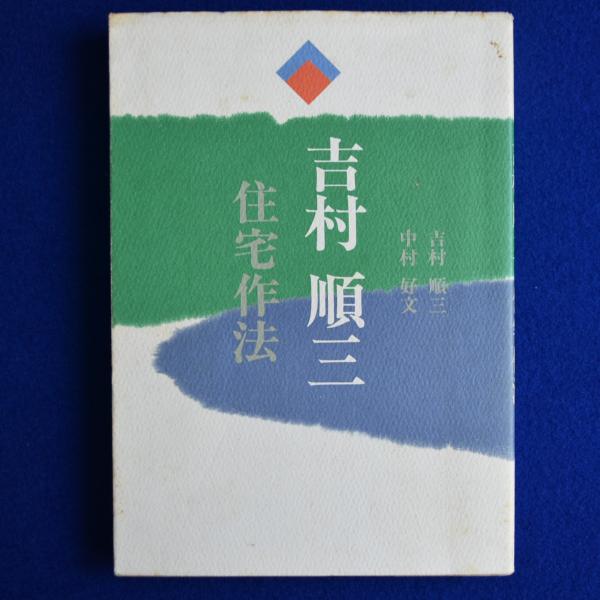 吉村 順三
中村 好文
吉村 順三
住宅作法